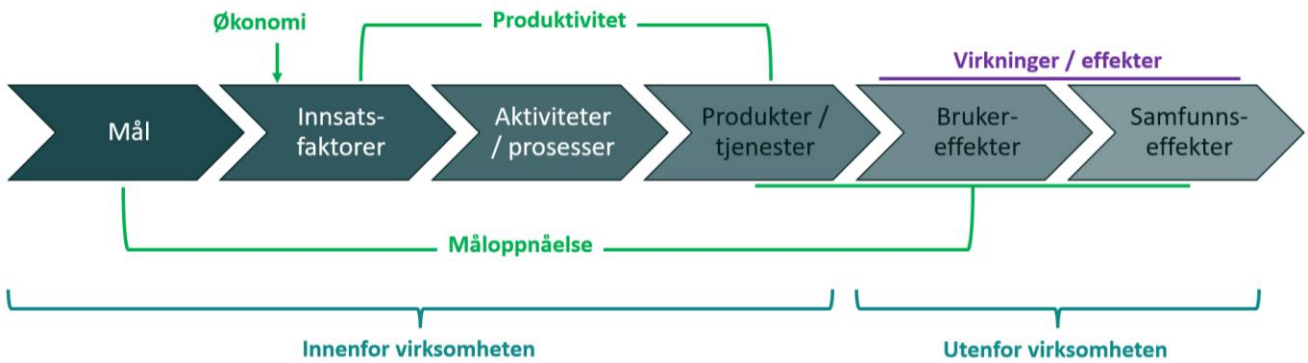 Økonomi
Produktivitet
Virkninger / effekter
Mål
Innsats-
faktorer
Aktiviteter
/ prosesser
Produkter /
tjenester
Bruker-
effekter
Samfunns-
effekter
Måloppnåelse
Innenfor virksomheten
Utenfor virksomheten